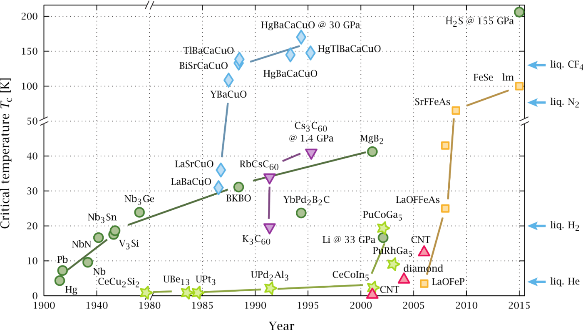 H₂S @ 155 GPa
HgBaCaCuO @ 30 GPa
TlBaCaCuO
HgTlBaCaCuO
BiSrCaCuO
HgBaCaCuO
liq. CF₄
FeSe lm
YBaCuO
SrFFeAs
liq. N₂
Cs₃C₆₀
@ 1.4 GPa
MgB₂
LaSrCuO
RbCsC₆₀
LaBaCuO
BKBO
Nb₃Ge
YbPd₂B₂C
LaOFFeAs
Nb₃Sn
PuCoGa₅
liq. H₂
NbN
V₃Si
K₃C₆₀
Li @ 33 GPa
CNT
PuRhGa₅
Pb
Nb
UBe₁₃
UPt₃
UPd₂Al₃
CeCoIn₅
diamond
Hg
CeCu₂Si₂
CNT
LaOFeP
liq. He
200
150
100
50
40
30
20
10
0
Critical temperature Tc [K]
1900
1940
1980
1985
1990
1995
2000
2005
2010
2015
Year